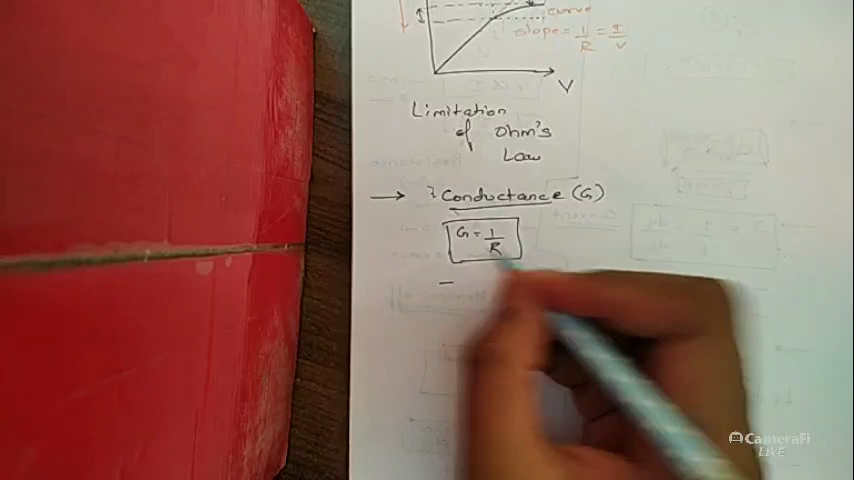 I
curve
slope = 1/R = I/V
V
Limitation
of ohm's
Law
→ Conductance (G)
G = 1/R
CameraFi
LIVE